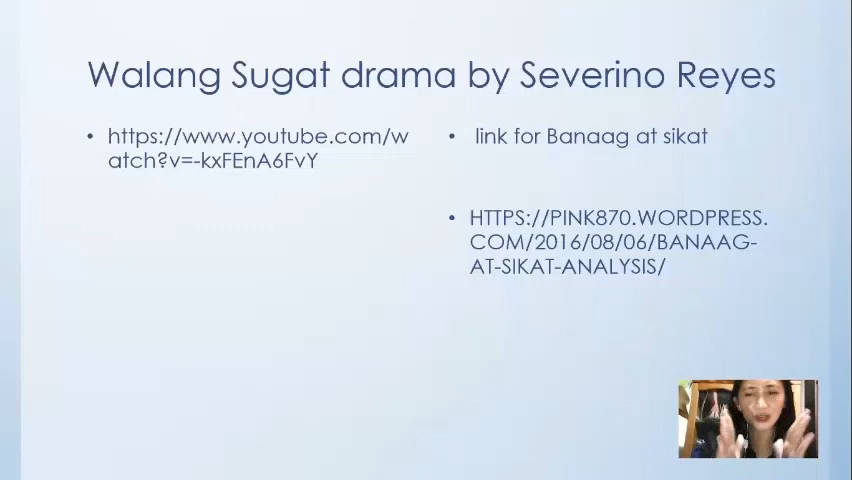 Walang Sugat drama by Severino Reyes
• https://www.youtube.com/w
atch?v=-kxFEnA6FvY
• link for Banaag at sikat
• HTTPS://PINK870.WORDPRESS.
COM/2016/08/06/BANAAG-
AT-SIKAT-ANALYSIS/